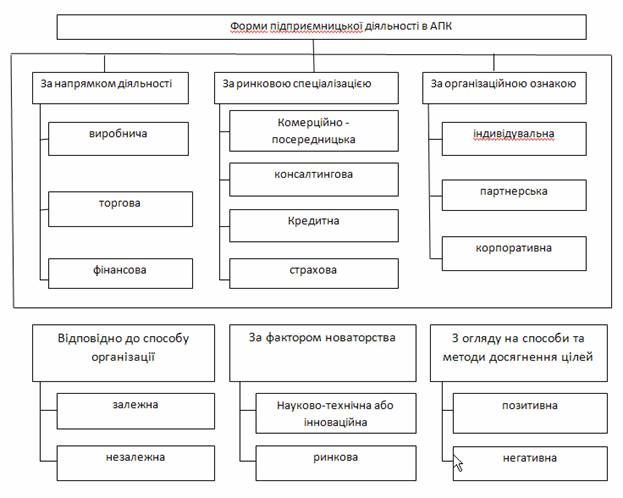 Форми підприємницької діяльності в АПК
За напрямком діяльності
виробнича
торгова
фінансова
За ринковою спеціалізацією
Комерційно -
посередницька
консалтингова
Кредитна
страхова
За організаційною ознакою
індивідувальна
партнерська
корпоративна
Відповідно до способу
організації
залежна
незалежна
За фактором новаторства
Науково-технічна або
інноваційна
ринкова
З огляду на способи та
методи досягнення цілей
позитивна
негативна